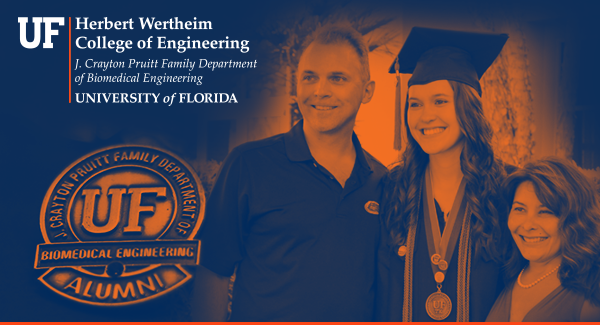 UF
Herbert Wertheim
College of Engineering
J. Crayton Pruitt Family Department
of Biomedical Engineering
UNIVERSITY of FLORIDA
J. CRAYTON PRUITT FAMILY DEPARTMENT OF
UF
BIOMEDICAL ENGINEERING
ALUMNI